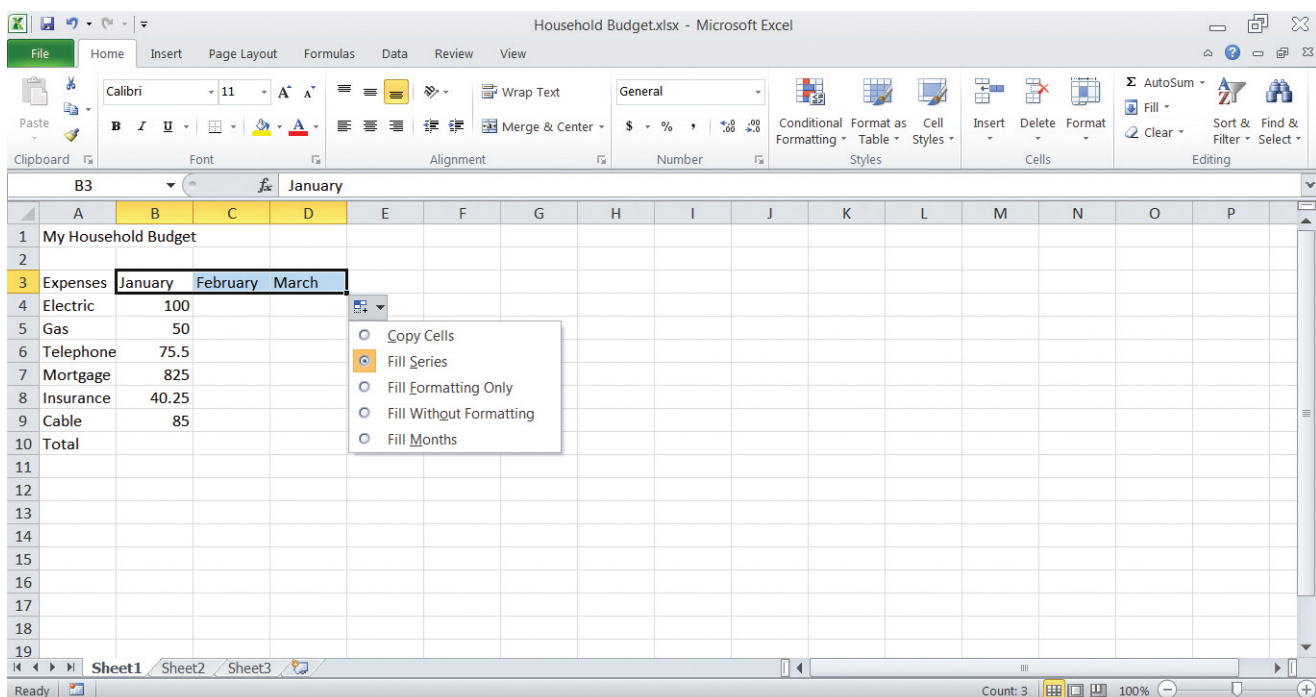 Household Budget.xlsx - Microsoft Excel
File Home Insert Page Layout Formulas Data Review View
Calibri 11 A A Wrap Text General Conditional Formatting Format as Table Cell Styles Insert Delete Format Σ AutoSum Sort & Filter Find & Select
Paste B I U A Merge & Center $ % , .0 .00 .00 .0 Fill
Clear
Clipboard Font Alignment Number Styles Cells Editing
B3 fx January
A B C D E F G H I J K L M N O P
1 My Household Budget
2
3 Expenses January February March
4 Electric 100
5 Gas 50
Copy Cells
6 Telephone 75.5
Fill Series
7 Mortgage 825
Fill Formatting Only
8 Insurance 40.25
9 Cable 85
Fill Without Formatting
10 Total
Fill Months
11
12
13
14
15
16
17
18
19
Sheet1 Sheet2 Sheet3
Ready Count: 3 100%